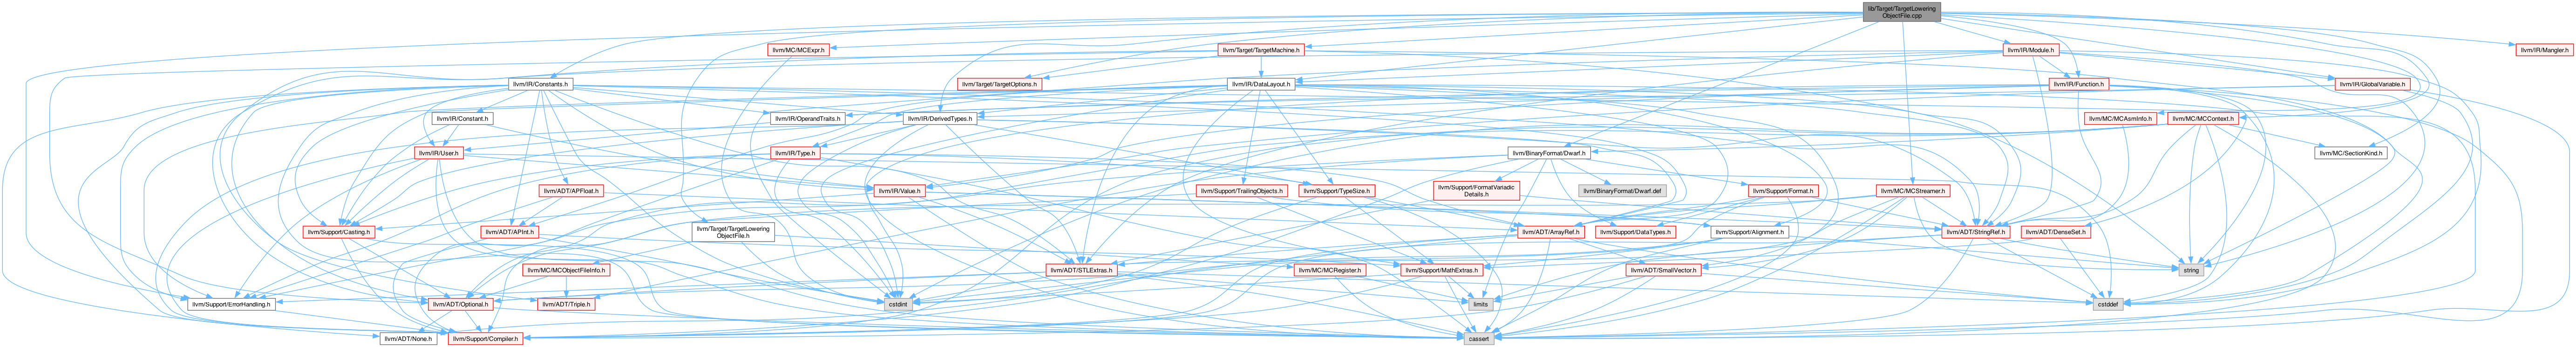 lib/Target/TargetLowering
ObjectFile.cpp
llvm/MC/MCExpr.h
llvm/Target/TargetMachine.h
llvm/IR/Module.h
llvm/IR/Mangler.h
llvm/IR/Constants.h
llvm/Target/TargetOptions.h
llvm/IR/DataLayout.h
llvm/IR/Function.h
llvm/IR/GlobalVariable.h
llvm/IR/Constant.h
llvm/IR/OperandTraits.h
llvm/IR/DerivedTypes.h
llvm/MC/MCAsmInfo.h
llvm/MC/MCContext.h
llvm/IR/User.h
llvm/IR/Type.h
llvm/BinaryFormat/Dwarf.h
llvm/MC/SectionKind.h
llvm/ADT/APFloat.h
llvm/IR/Value.h
llvm/Support/TrailingObjects.h
llvm/Support/TypeSize.h
llvm/Support/FormatVariadic
Details.h
llvm/BinaryFormat/Dwarf.def
llvm/Support/Format.h
llvm/MC/MCStreamer.h
llvm/Support/Casting.h
llvm/ADT/APInt.h
llvm/Target/TargetLowering
ObjectFile.h
llvm/ADT/ArrayRef.h
llvm/Support/DataTypes.h
llvm/Support/Alignment.h
llvm/ADT/StringRef.h
llvm/ADT/DenseSet.h
llvm/MC/MCObjectFileInfo.h
llvm/ADT/STLExtras.h
llvm/MC/MCRegister.h
llvm/Support/MathExtras.h
llvm/ADT/SmallVector.h
string
llvm/Support/ErrorHandling.h
llvm/ADT/Optional.h
llvm/ADT/Triple.h
cstdint
limits
cstddef
llvm/ADT/None.h
llvm/Support/Compiler.h
cassert